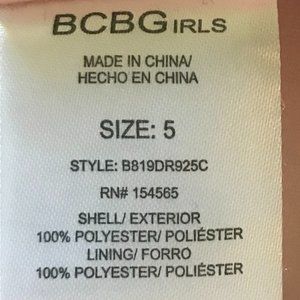 BCBGIRLS
MADE IN CHINA/
HECHO EN CHINA
SIZE: 5
STYLE: B819DR925C
RN# 154565
SHELL/ EXTERIOR
100% POLYESTER/ POLIÉSTER
LINING/ FORRO
100% POLYESTER/ POLIÉSTER